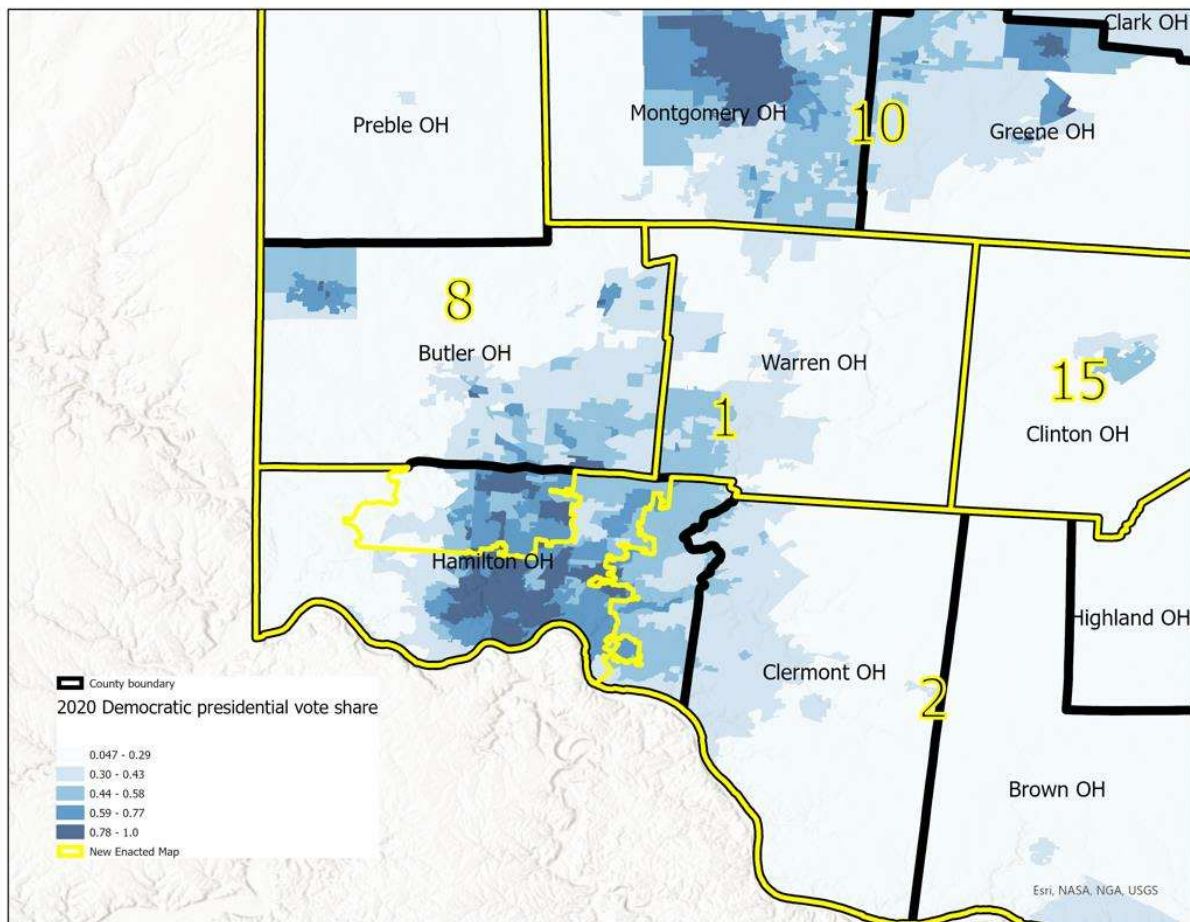 Clark OH
Preble OH
Montgomery OH
10
Greene OH
8
Butler OH
Warren OH
15
1
Clinton OH
Hamilton OH
Highland OH
Clermont OH
2
Brown OH
County boundary
2020 Democratic presidential vote share
0.047 - 0.29
0.30 - 0.43
0.44 - 0.58
0.59 - 0.77
0.78 - 1.0
New Enacted Map
Esri, NASA, NGA, USGS